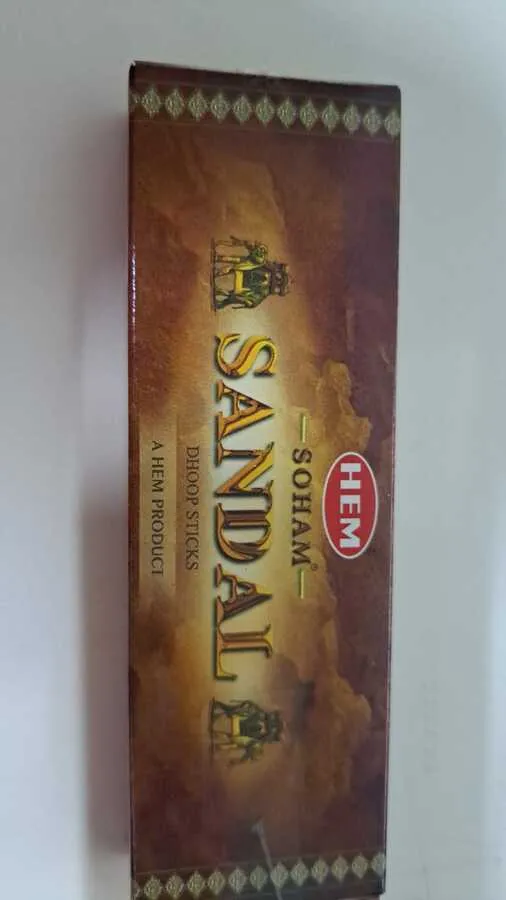 HEM
SOHAM®
SANDAL
DHOOP STICKS
A HEM PRODUCT